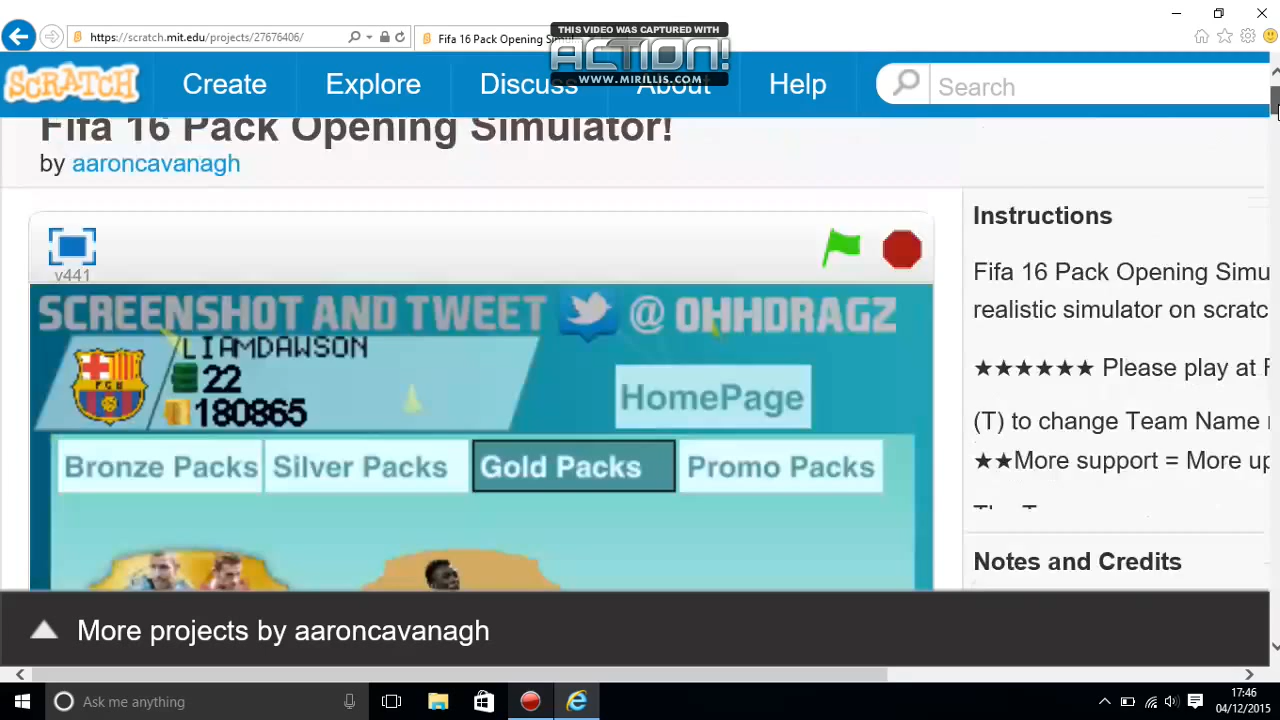 THIS VIDEO WAS CAPTURED WITH
ACTION!
WWW.MIRILLIS.COM
https://scratch.mit.edu/projects/27676406/
Fifa 16 Pack Opening Simu
SCRATCH
Create
Explore
Discuss
About
Help
Search
Fifa 16 Pack Opening Simulator!
by aaroncavanagh
v441
SCREENSHOT AND TWEET @ OHHDRAGZ
LIAMDAWSON
FCB
22
180865
HomePage
Bronze Packs
Silver Packs
Gold Packs
Promo Packs
Instructions
Fifa 16 Pack Opening Simu
realistic simulator on scratc
★★★★★★ Please play at F
(T) to change Team Name
★★More support = More up
Notes and Credits
More projects by aaroncavanagh
Ask me anything
17:46
04/12/2015